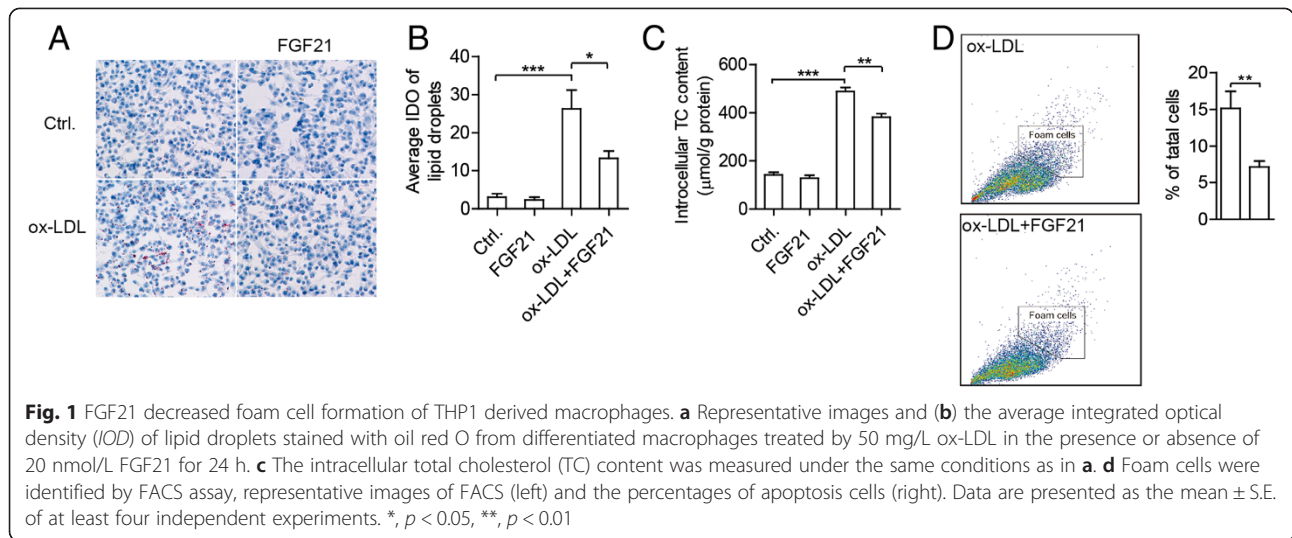 A
FGF21
Ctrl.
ox-LDL
B
Average IDO of
lipid droplets
40
30
20
10
0
***
*
Ctrl.
FGF21
ox-LDL
ox-LDL+FGF21
C
Introcellular TC content
(µmol/g protein)
600
400
200
0
***
**
Ctrl.
FGF21
ox-LDL
ox-LDL+FGF21
D
ox-LDL
Foam cells
ox-LDL+FGF21
Foam cells
% of tatal cells
20
15
10
5
0
**
Fig. 1 FGF21 decreased foam cell formation of THP1 derived macrophages. a Representative images and (b) the average integrated optical
density (IOD) of lipid droplets stained with oil red O from differentiated macrophages treated by 50 mg/L ox-LDL in the presence or absence of
20 nmol/L FGF21 for 24 h. c The intracellular total cholesterol (TC) content was measured under the same conditions as in a. d Foam cells were
identified by FACS assay, representative images of FACS (left) and the percentages of apoptosis cells (right). Data are presented as the mean ± S.E.
of at least four independent experiments. *, p < 0.05, **, p < 0.01